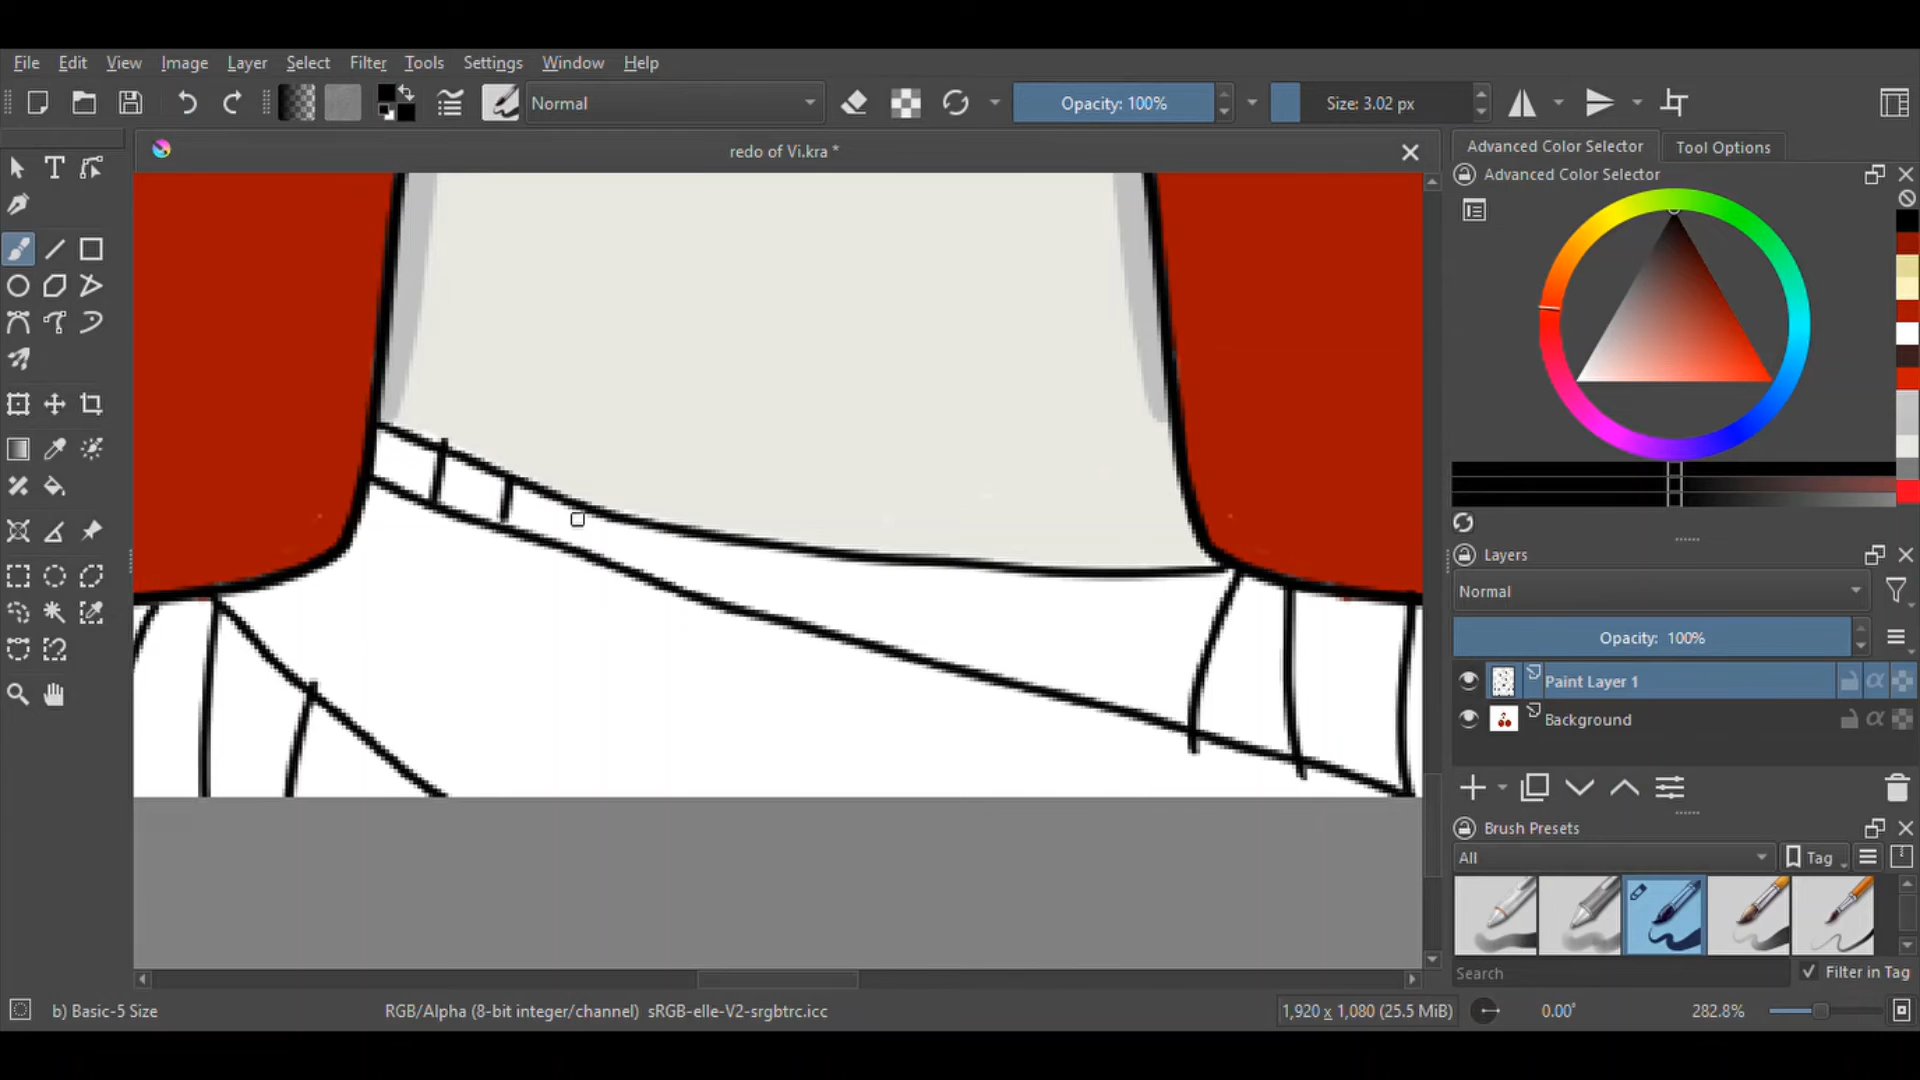 File Edit View Image Layer Select Filter Tools Settings Window Help
Normal Opacity: 100% Size: 3.02 px
redo of Vi.kra *
Advanced Color Selector Tool Options
Advanced Color Selector
Layers
Normal
Opacity: 100%
Paint Layer 1
Background
Brush Presets
All Tag
Search Filter in Tag
b) Basic-5 Size RGB/Alpha (8-bit integer/channel) sRGB-elle-V2-srgbtrc.icc 1,920 x 1,080 (25.5 MiB) 0.00° 282.8%